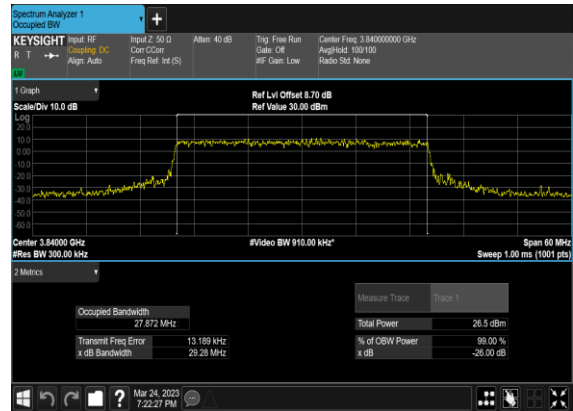 Spectrum Analyzer 1
Occupied BW
+
KEYSIGHT Input: RF Input Z: 50 Ω Atten: 40 dB Trig: Free Run Center Freq: 3.840000000 GHz
R T Coupling: DC Corr CCorr Gate: Off Avg|Hold: 100/100
Align: Auto Freq Ref: Int (S) #IF Gain: Low Radio Std: None
1 Graph Ref Lvl Offset 8.70 dB
Scale/Div 10.0 dB Ref Value 30.00 dBm
Log
20.0
10.0
0.00
-10.0
-20.0
-30.0
-40.0
-50.0
-60.0
Center 3.84000 GHz #Video BW 910.00 kHz* Span 60 MHz
#Res BW 300.00 kHz Sweep 1.00 ms (1001 pts)
2 Metrics
Measure Trace Trace 1
Occupied Bandwidth
27.872 MHz Total Power 26.5 dBm
Transmit Freq Error 13.189 kHz % of OBW Power 99.00 %
x dB Bandwidth 29.28 MHz x dB -26.00 dB
? Mar 24, 2023
7:22:27 PM